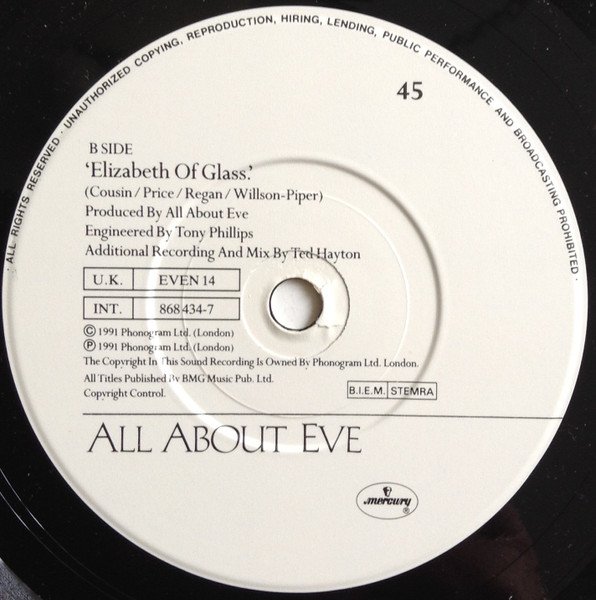 ALL RIGHTS RESERVED · UNAUTHORIZED COPYING, REPRODUCTION, HIRING, LENDING, PUBLIC PERFORMANCE AND BROADCASTING PROHIBITED ·
45
B SIDE
‘Elizabeth Of Glass.’
(Cousin / Price / Regan / Willson-Piper)
Produced By All About Eve
Engineered By Tony Phillips
Additional Recording And Mix By Ted Hayton
U.K. EVEN 14
INT. 868 434-7
© 1991 Phonogram Ltd. (London)
℗ 1991 Phonogram Ltd. (London)
The Copyright In This Sound Recording Is Owned By Phonogram Ltd. London.
All Titles Published By BMG Music Pub. Ltd.
Copyright Control.
B.I.E.M. STEMRA
ALL ABOUT EVE
mercury ®